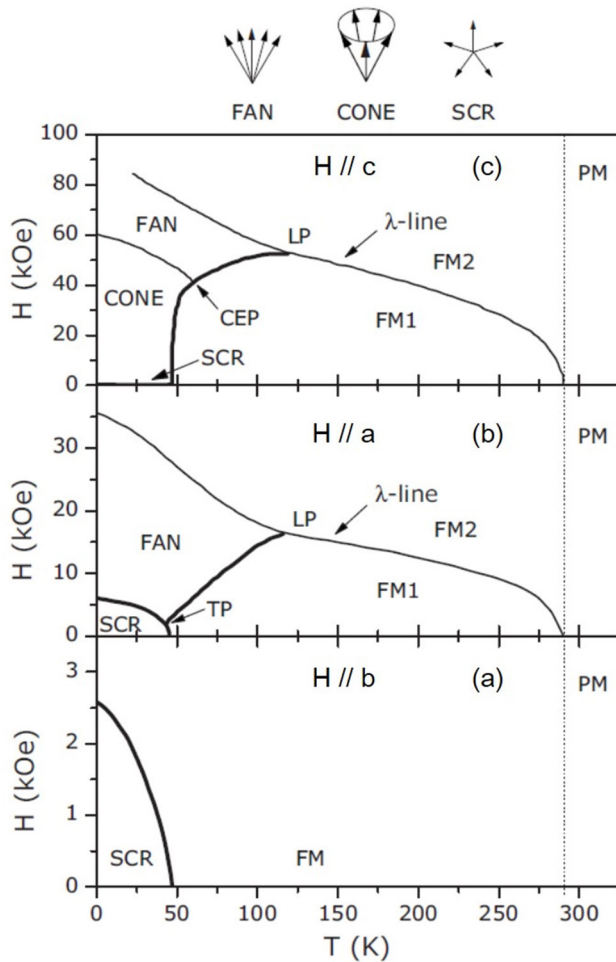 FAN CONE SCR
100
80
60
40
20
0
H (kOe)
H // c (c) PM
FAN
LP
λ-line
FM2
CONE
CEP
FM1
SCR
30
20
10
0
H (kOe)
H // a (b) PM
λ-line
LP
FM2
FAN
FM1
TP
SCR
3
2
1
0
H (kOe)
H // b (a) PM
SCR FM
0 50 100 150 200 250 300
T (K)